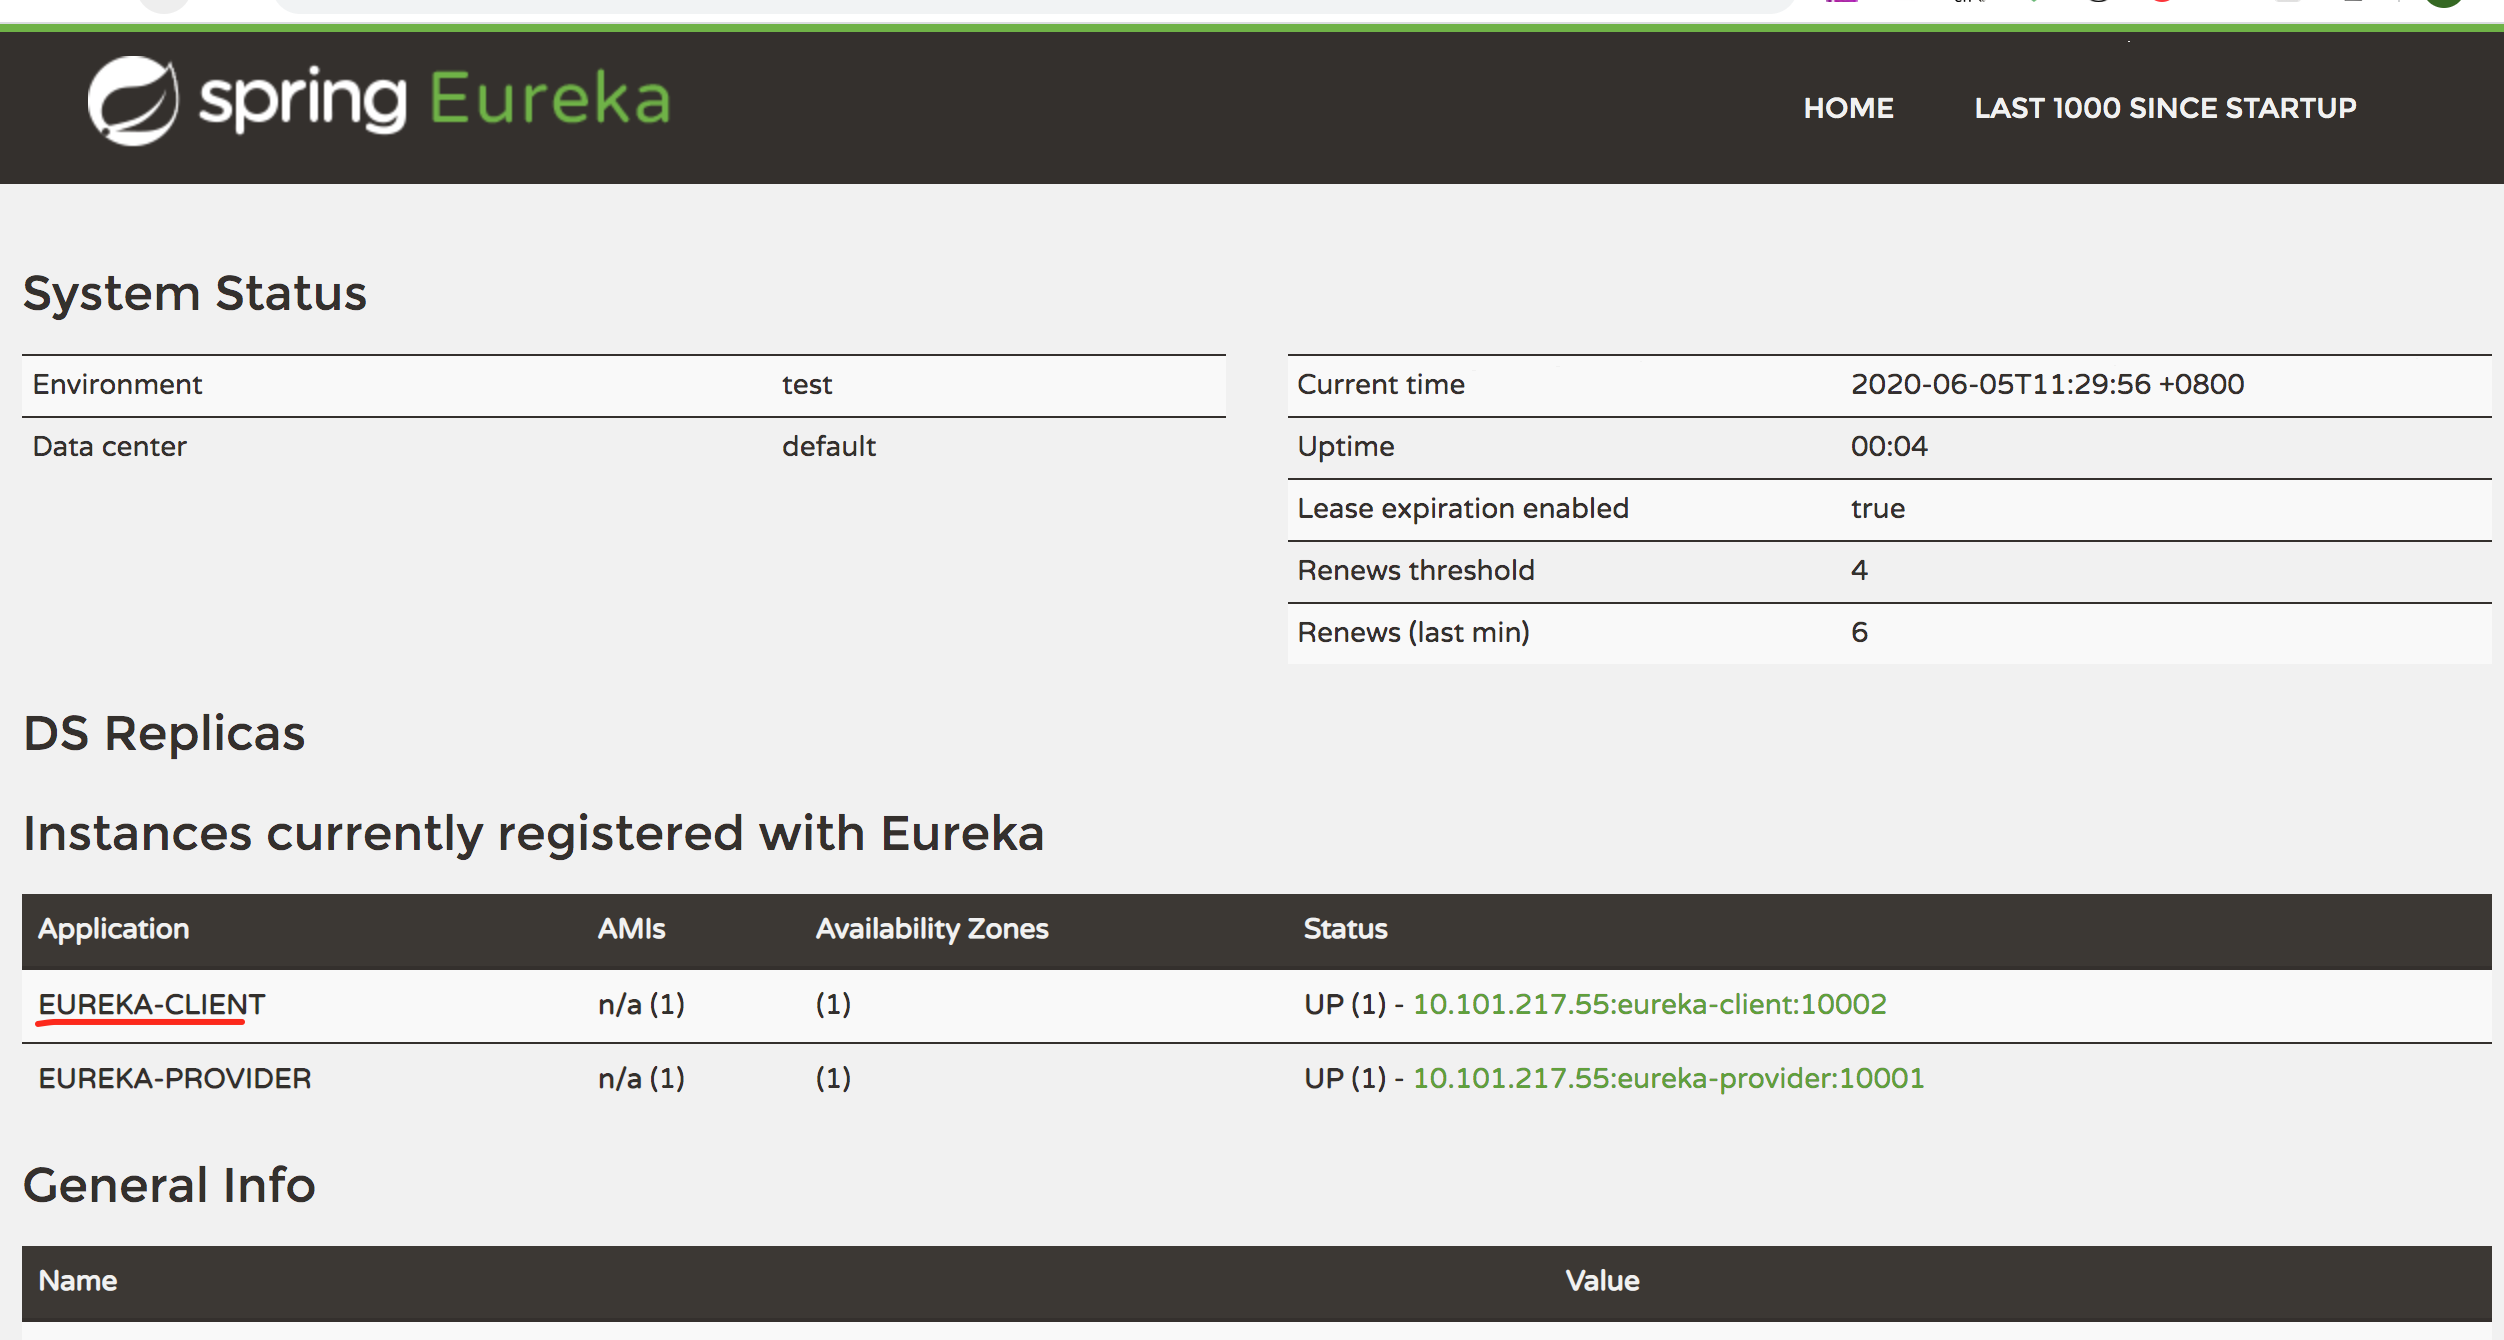 spring Eureka
HOME LAST 1000 SINCE STARTUP
System Status
Environment test
Data center default
Current time 2020-06-05T11:29:56 +0800
Uptime 00:04
Lease expiration enabled true
Renews threshold 4
Renews (last min) 6
DS Replicas
Instances currently registered with Eureka
Application AMIs Availability Zones Status
EUREKA-CLIENT n/a (1) (1) UP (1) - 10.101.217.55:eureka-client:10002
EUREKA-PROVIDER n/a (1) (1) UP (1) - 10.101.217.55:eureka-provider:10001
General Info
Name Value